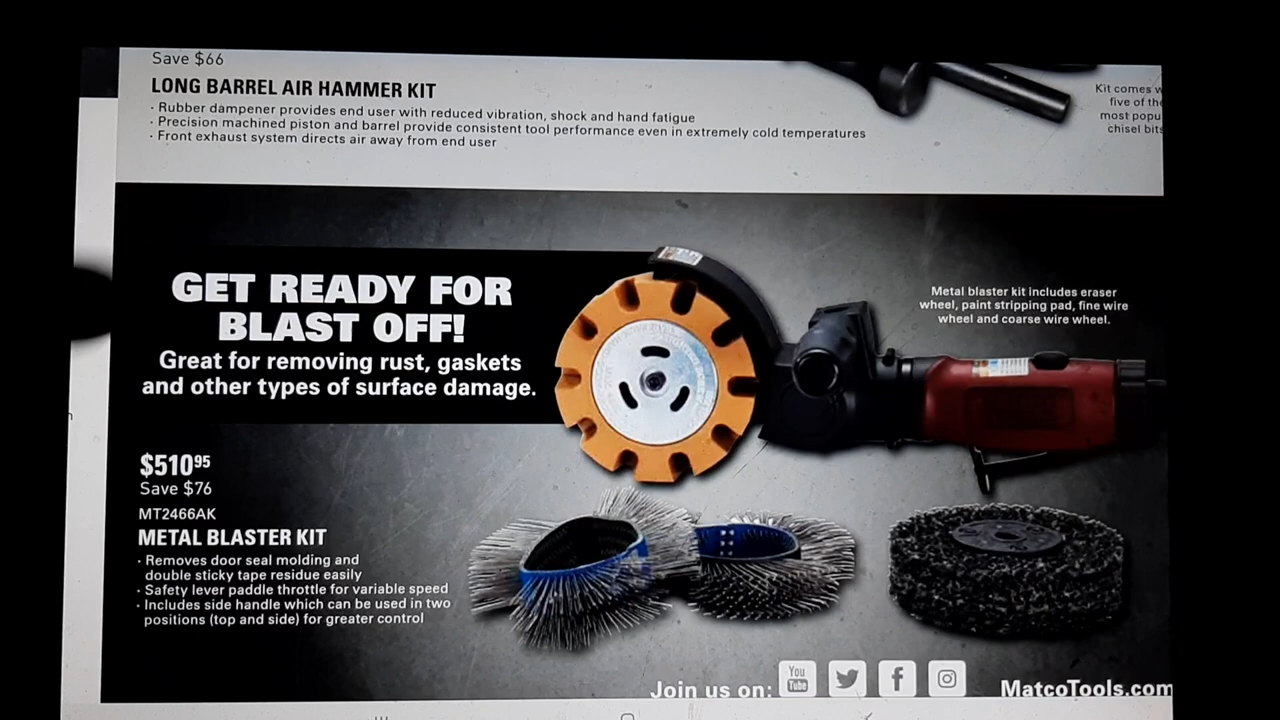 Save $66
LONG BARREL AIR HAMMER KIT
· Rubber dampener provides end user with reduced vibration, shock and hand fatigue
· Precision machined piston and barrel provide consistent tool performance even in extremely cold temperatures
· Front exhaust system directs air away from end user
Kit comes
five of
most
chisel
GET READY FOR
BLAST OFF!
Great for removing rust, gaskets
and other types of surface damage.
Metal blaster kit includes eraser
wheel, paint stripping pad, fine wire
wheel and coarse wire wheel.
$510 95
Save $76
MT2466AK
METAL BLASTER KIT
· Removes door seal molding and
double sticky tape residue easily
· Safety lever paddle throttle for variable speed
· Includes side handle which can be used in two
positions (top and side) for greater control
Join us on:
You
Tube
MatcoTools.com